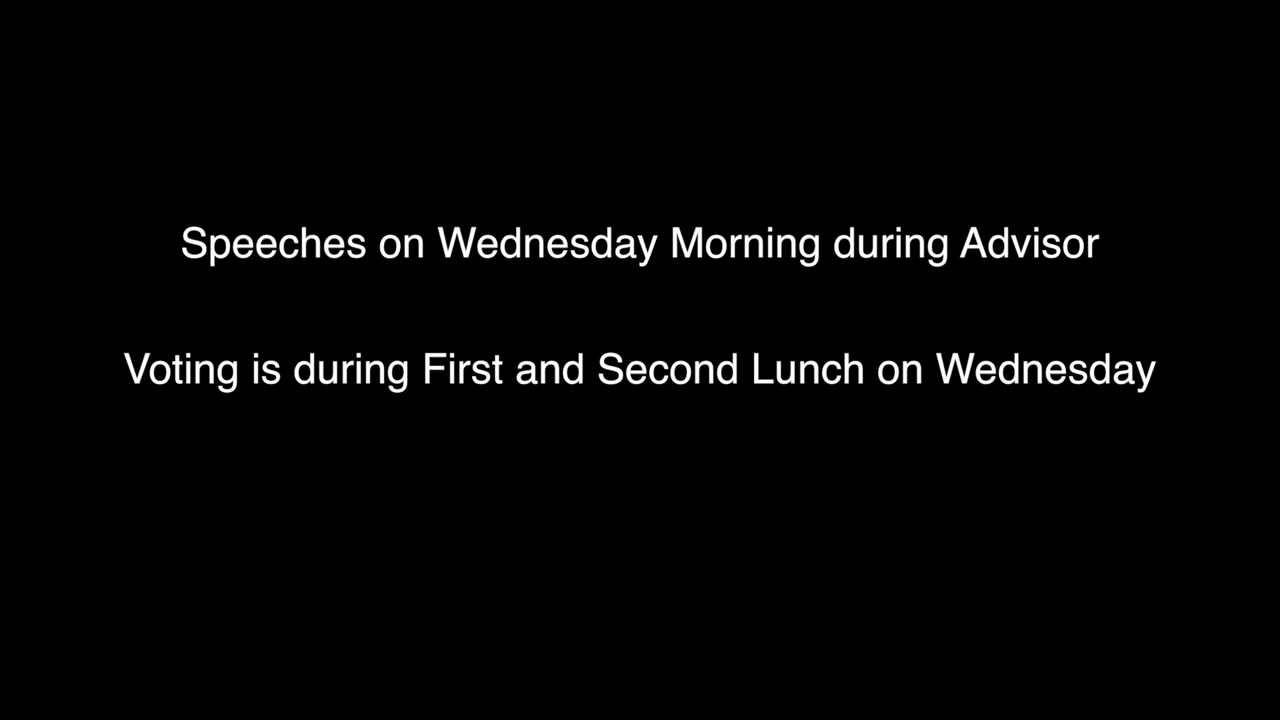 Speeches on Wednesday Morning during Advisor
Voting is during First and Second Lunch on Wednesday